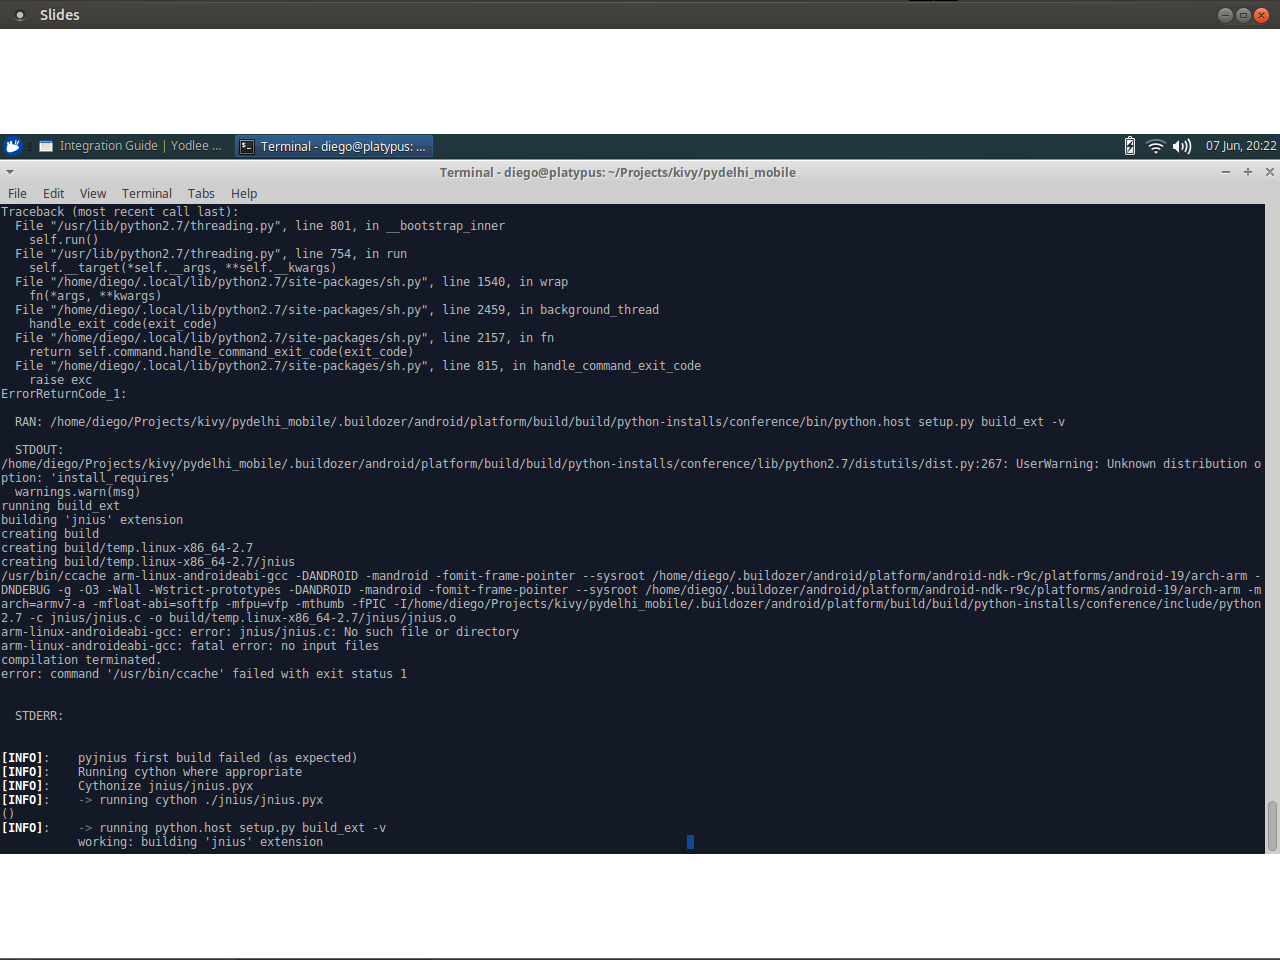 Slides
Integration Guide | Yodlee ...
Terminal - diego@platypus: ...
07 Jun, 20:22
Terminal - diego@platypus: ~/Projects/kivy/pydelhi_mobile
File Edit View Terminal Tabs Help
Traceback (most recent call last):
  File "/usr/lib/python2.7/threading.py", line 801, in __bootstrap_inner
    self.run()
  File "/usr/lib/python2.7/threading.py", line 754, in run
    self.__target(*self.__args, **self.__kwargs)
  File "/home/diego/.local/lib/python2.7/site-packages/sh.py", line 1540, in wrap
    fn(*args, **kwargs)
  File "/home/diego/.local/lib/python2.7/site-packages/sh.py", line 2459, in background_thread
    handle_exit_code(exit_code)
  File "/home/diego/.local/lib/python2.7/site-packages/sh.py", line 2157, in fn
    return self.command.handle_command_exit_code(exit_code)
  File "/home/diego/.local/lib/python2.7/site-packages/sh.py", line 815, in handle_command_exit_code
    raise exc
ErrorReturnCode_1:
  RAN: /home/diego/Projects/kivy/pydelhi_mobile/.buildozer/android/platform/build/build/python-installs/conference/bin/python.host setup.py build_ext -v
  STDOUT:
/home/diego/Projects/kivy/pydelhi_mobile/.buildozer/android/platform/build/build/python-installs/conference/lib/python2.7/distutils/dist.py:267: UserWarning: Unknown distribution o
ption: 'install_requires'
  warnings.warn(msg)
running build_ext
building 'jnius' extension
creating build
creating build/temp.linux-x86_64-2.7
creating build/temp.linux-x86_64-2.7/jnius
/usr/bin/ccache arm-linux-androideabi-gcc -DANDROID -mandroid -fomit-frame-pointer --sysroot /home/diego/.buildozer/android/platform/android-ndk-r9c/platforms/android-19/arch-arm -
DNDEBUG -g -O3 -Wall -Wstrict-prototypes -DANDROID -mandroid -fomit-frame-pointer --sysroot /home/diego/.buildozer/android/platform/android-ndk-r9c/platforms/android-19/arch-arm -m
arch=armv7-a -mfloat-abi=softfp -mfpu=vfp -mthumb -fPIC -I/home/diego/Projects/kivy/pydelhi_mobile/.buildozer/android/platform/build/build/python-installs/conference/include/python
2.7 -c jnius/jnius.c -o build/temp.linux-x86_64-2.7/jnius/jnius.o
arm-linux-androideabi-gcc: error: jnius/jnius.c: No such file or directory
arm-linux-androideabi-gcc: fatal error: no input files
compilation terminated.
error: command '/usr/bin/ccache' failed with exit status 1
  STDERR:
[INFO]:    pyjnius first build failed (as expected)
[INFO]:    Running cython where appropriate
[INFO]:    Cythonize jnius/jnius.pyx
[INFO]:    -> running cython ./jnius/jnius.pyx
()
[INFO]:    -> running python.host setup.py build_ext -v
           working: building 'jnius' extension